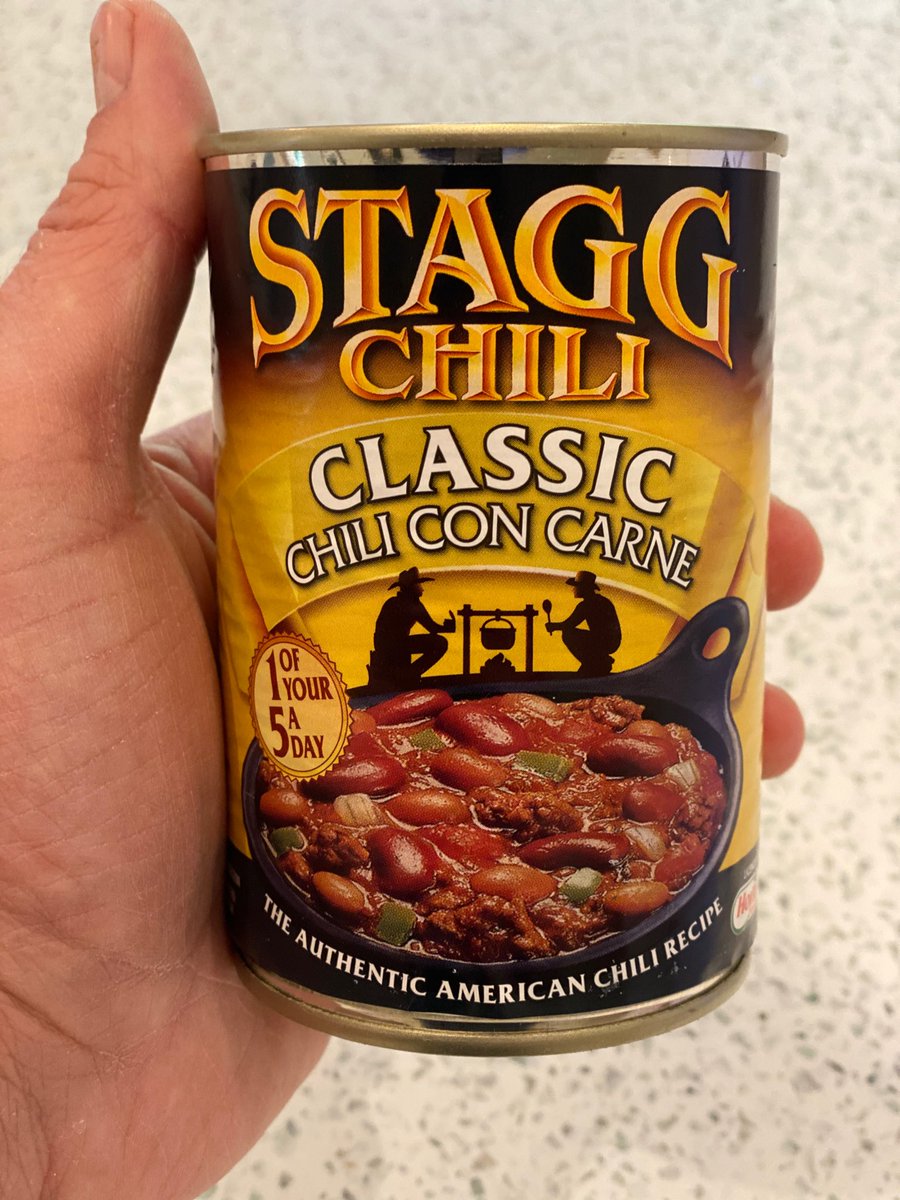 STAGG
CHILI
CLASSIC
CHILI CON CARNE
1 OF
YOUR
5 A
DAY
THE AUTHENTIC AMERICAN CHILI RECIPE